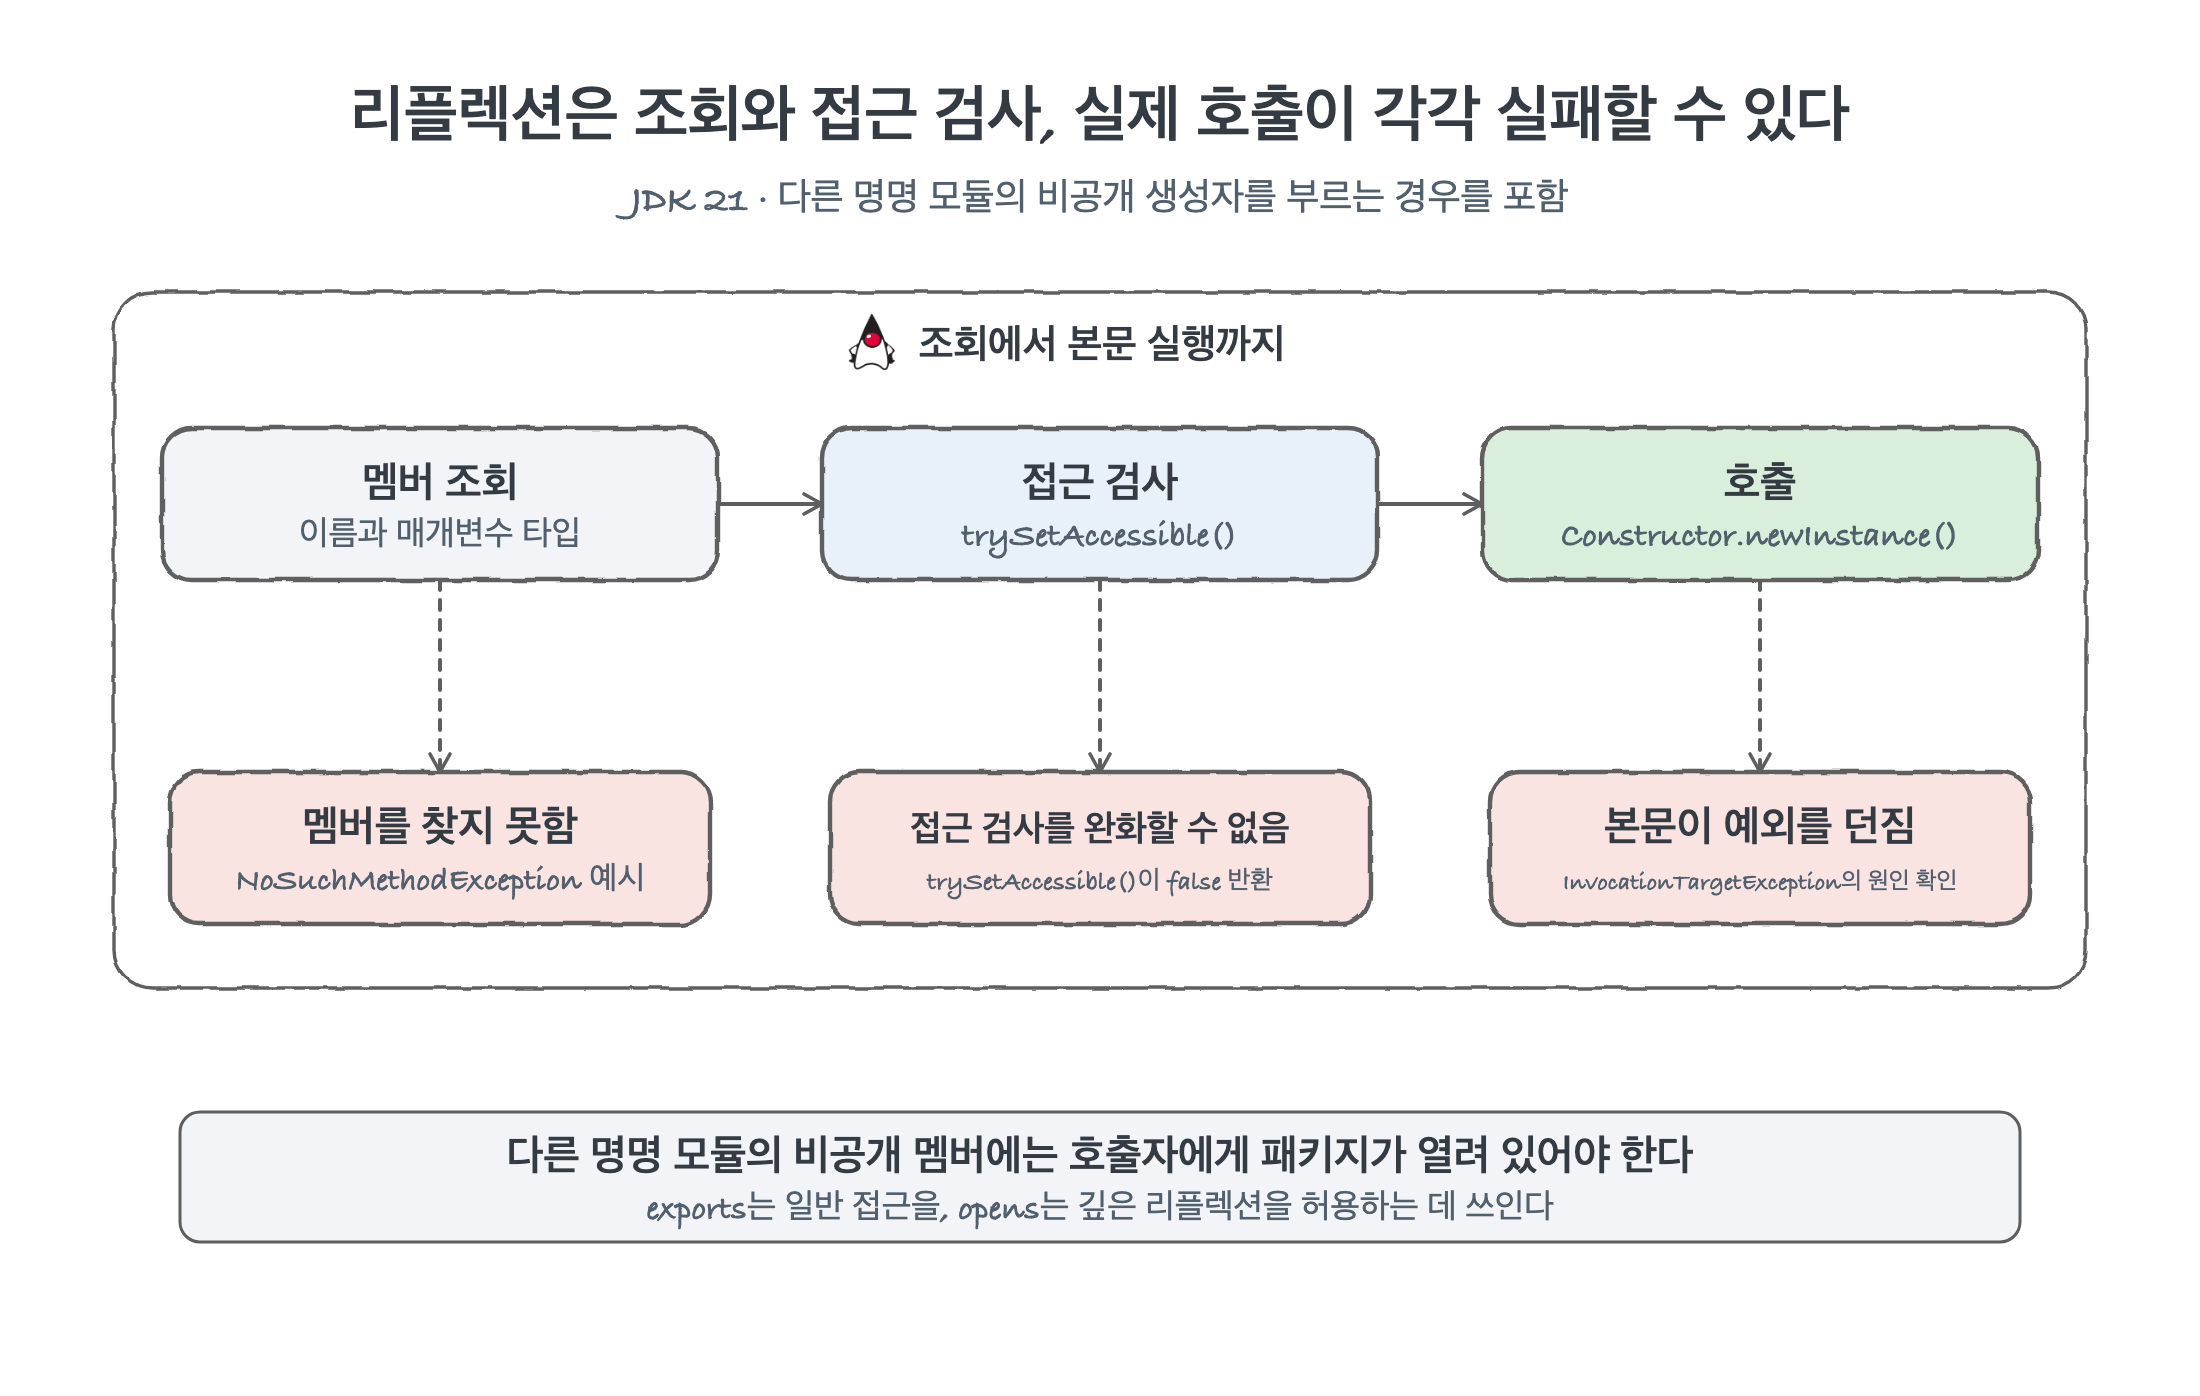 리플렉션은 조회와 접근 검사, 실제 호출이 각각 실패할 수 있다
JDK 21 · 다른 명명 모듈의 비공개 생성자를 부르는 경우를 포함
조회에서 본문 실행까지
멤버 조회
이름과 매개변수 타입
접근 검사
trySetAccessible()
호출
Constructor.newInstance()
멤버를 찾지 못함
NoSuchMethodException 예시
접근 검사를 완화할 수 없음
trySetAccessible()이 false 반환
본문이 예외를 던짐
InvocationTargetException의 원인 확인
다른 명명 모듈의 비공개 멤버에는 호출자에게 패키지가 열려 있어야 한다
exports는 일반 접근을, opens는 깊은 리플렉션을 허용하는 데 쓰인다